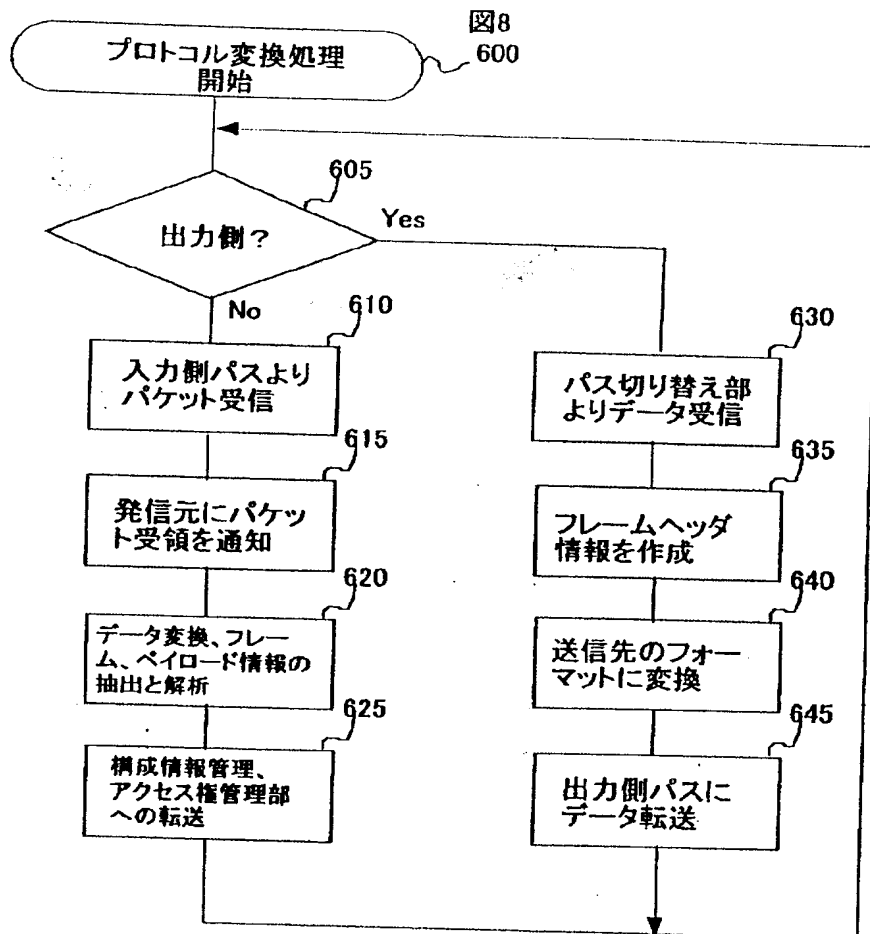 図8
プロトコル変換処理
開始
600
605
出力側?
Yes
No
610
入力側パスより
パケット受信
615
発信元にパケッ
ト受領を通知
620
データ変換、フレー
ム、ペイロード情報の
抽出と解析
625
構成情報管理、
アクセス権管理部
への転送
630
パス切り替え部
よりデータ受信
635
フレームヘッダ
情報を作成
640
送信先のフォー
マットに変換
645
出力側パスに
データ転送